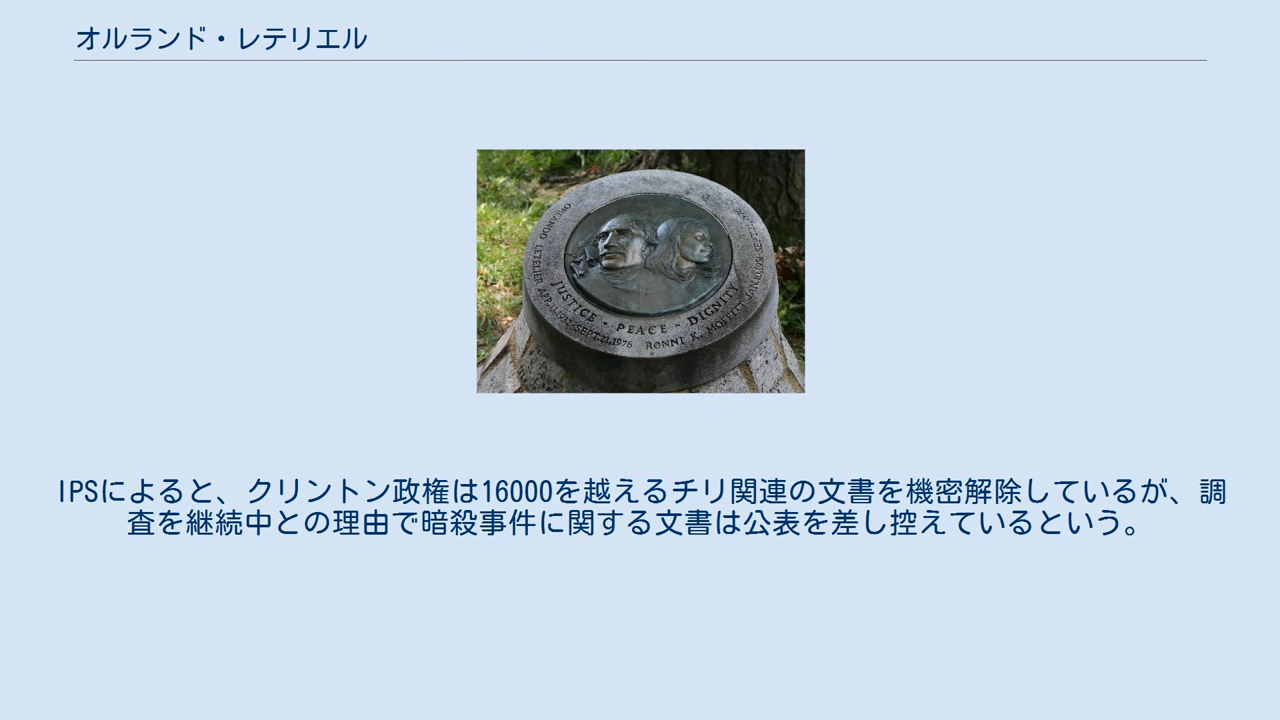 オルランド・レテリエル
ORLANDO LETELIER APR. 13, 1932 SEPT. 21, 1976
JUSTICE - PEACE - DIGNITY
RONNI K. MOFFITT JAN.
IPSによると、クリントン政権は16000を越えるチリ関連の文書を機密解除しているが、調
査を継続中との理由で暗殺事件に関する文書は公表を差し控えているという。